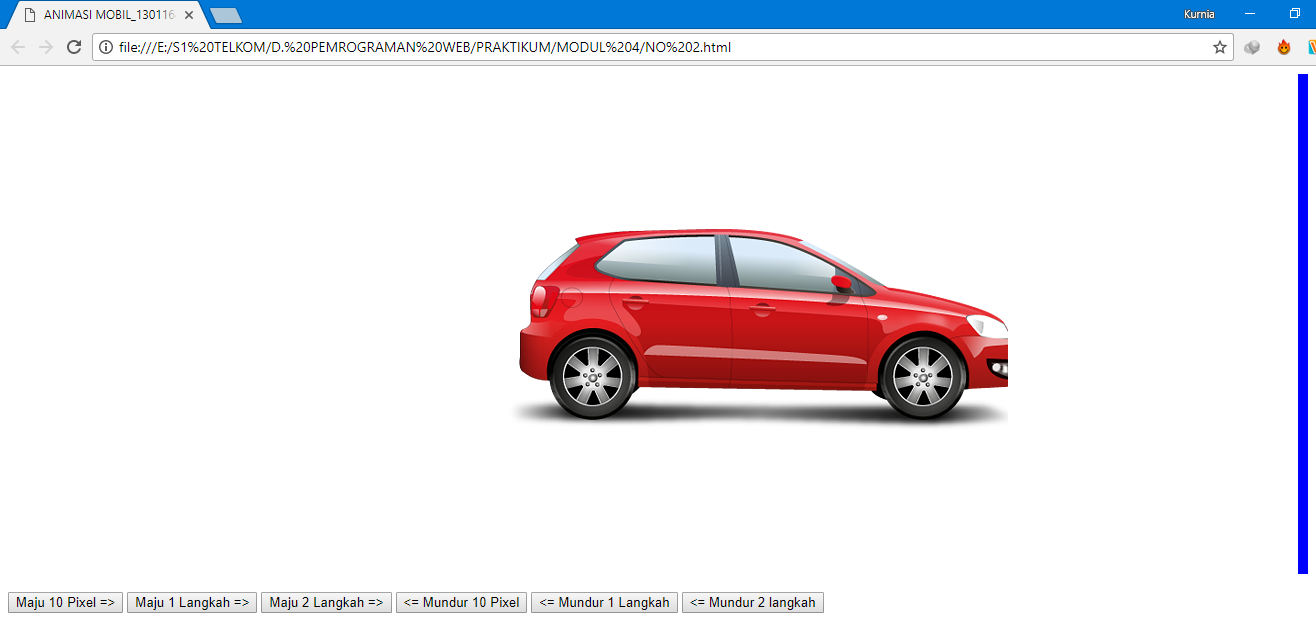 ANIMASI MOBIL_130116
Kurnia
file:///E:/S1%20TELKOM/D.%20PEMROGRAMAN%20WEB/PRAKTIKUM/MODUL%204/NO%202.html
Maju 10 Pixel => Maju 1 Langkah => Maju 2 Langkah => <= Mundur 10 Pixel <= Mundur 1 Langkah <= Mundur 2 langkah